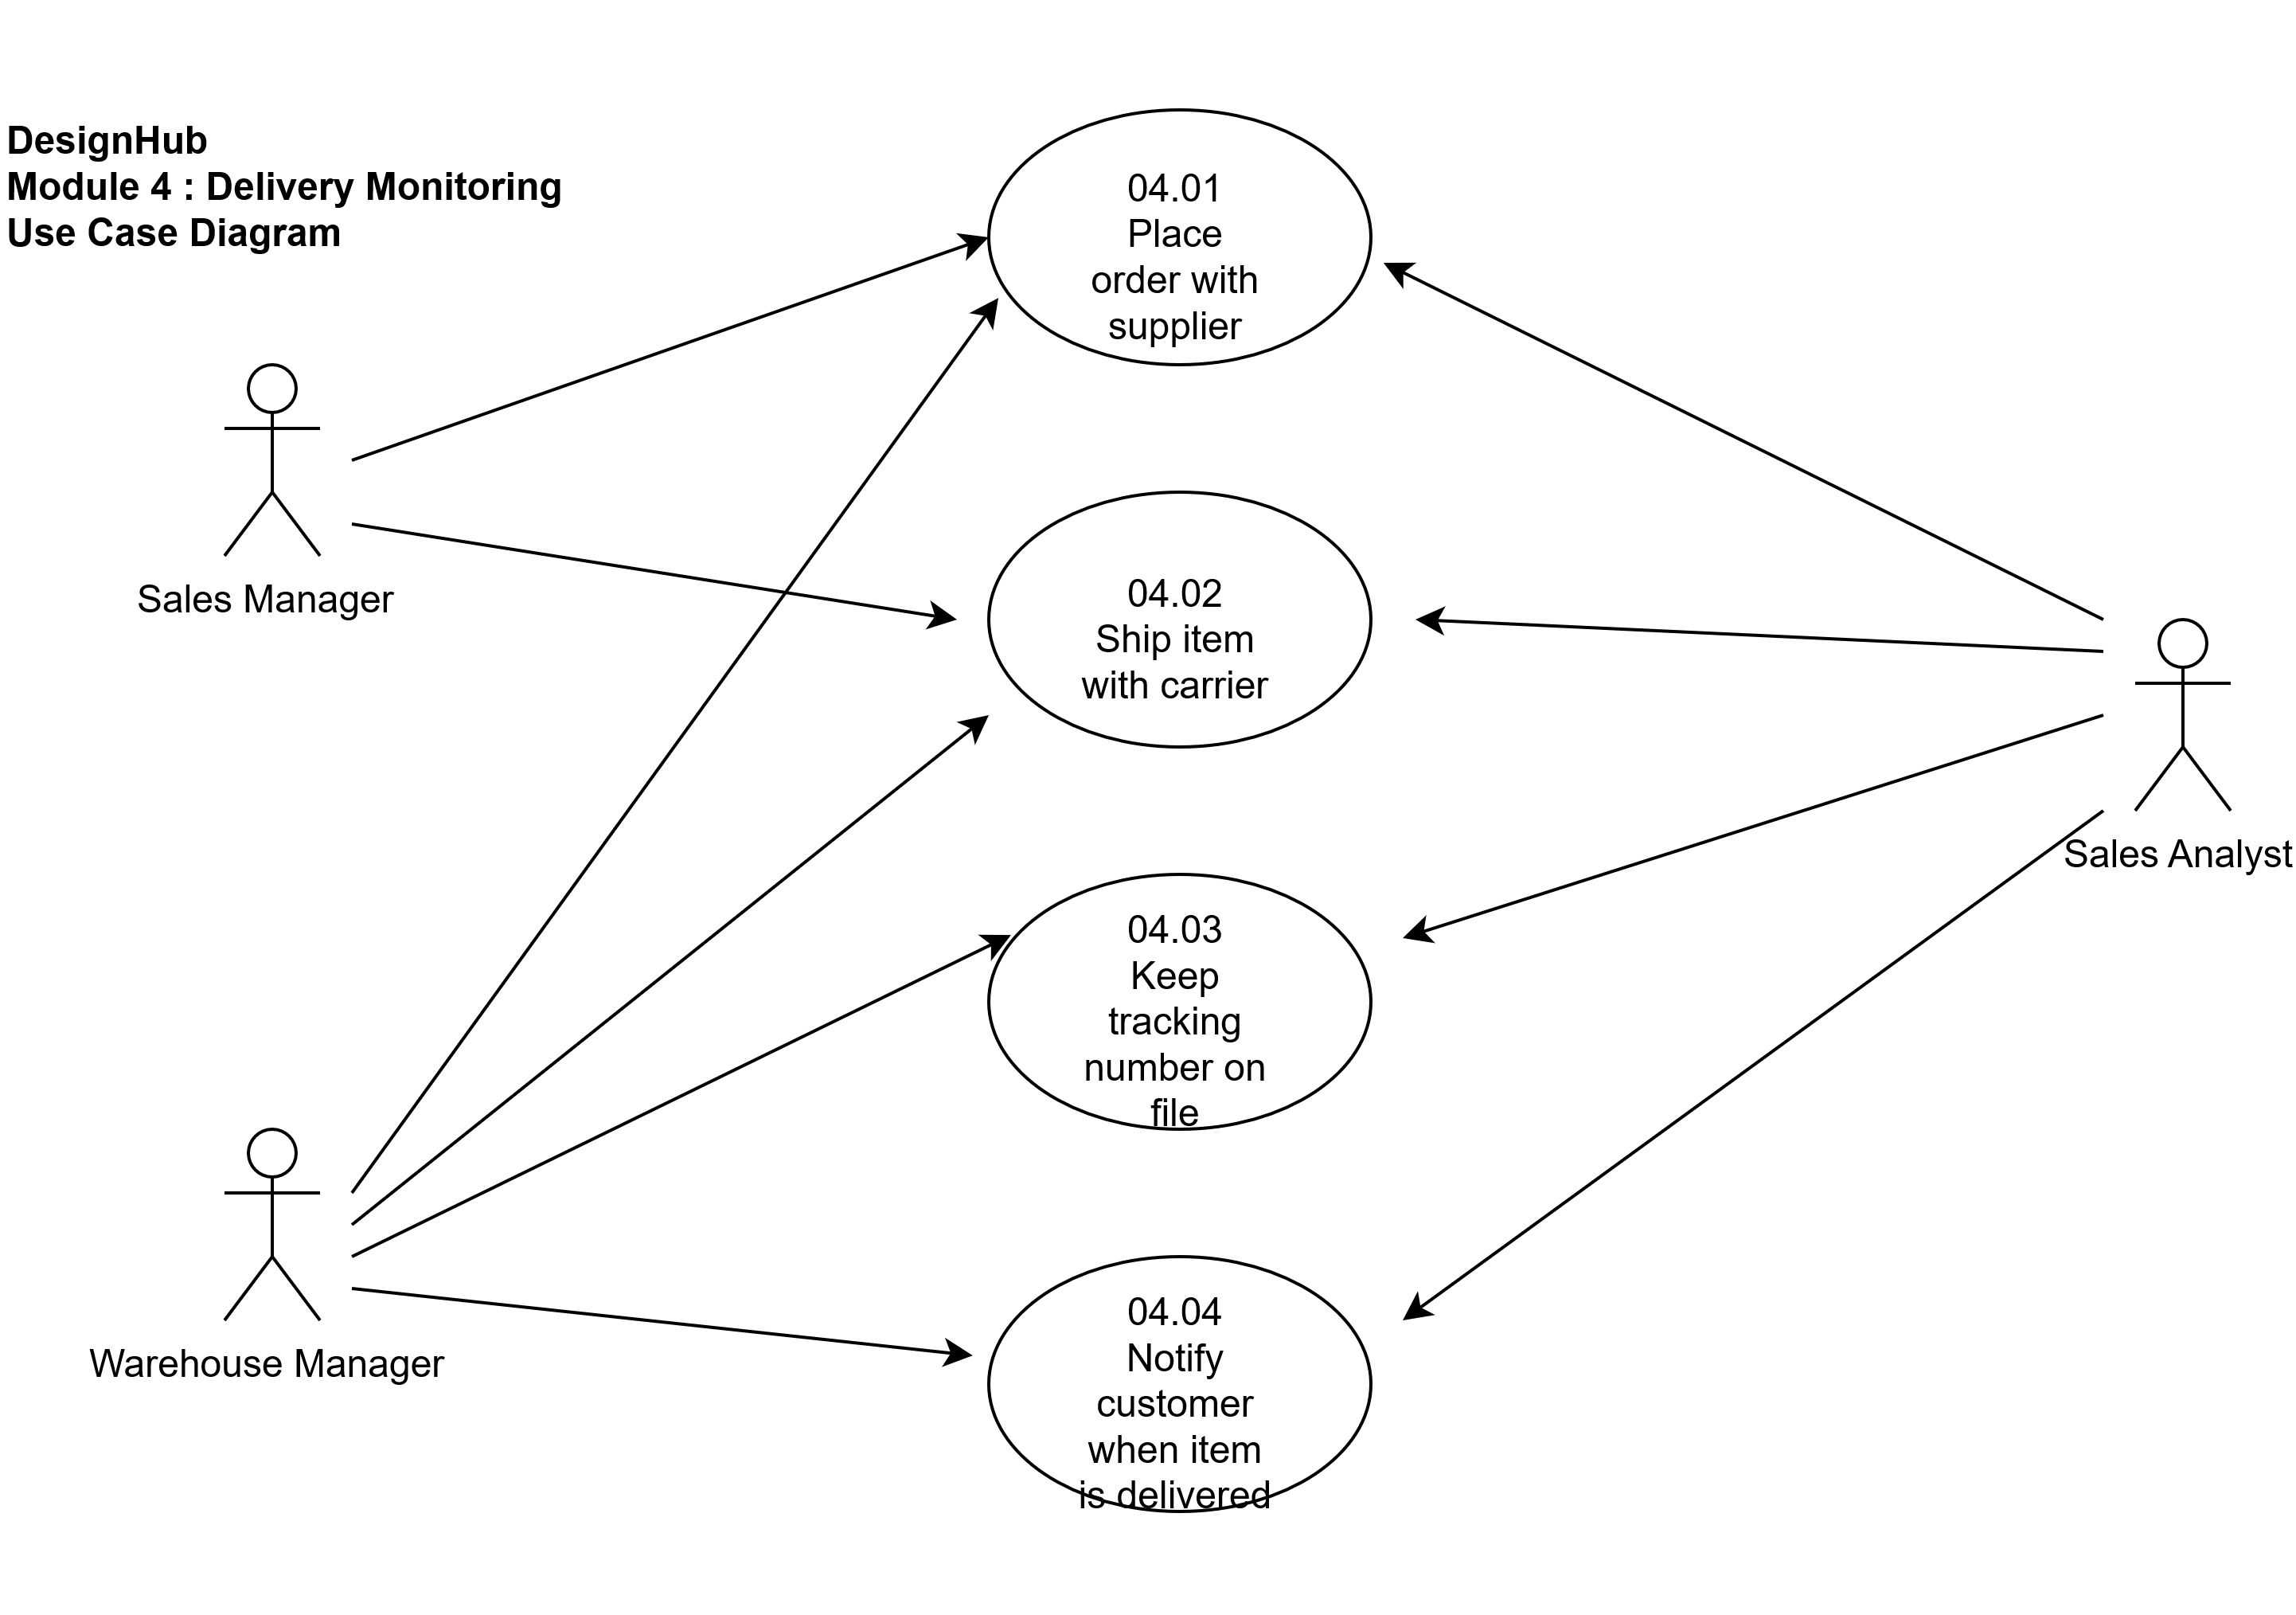 DesignHub
Module 4 : Delivery Monitoring
Use Case Diagram
04.01
Place
order with
supplier
Sales Manager
04.02
Ship item
with carrier
Sales Analyst
04.03
Keep
tracking
number on
file
Warehouse Manager
04.04
Notify
customer
when item
is delivered